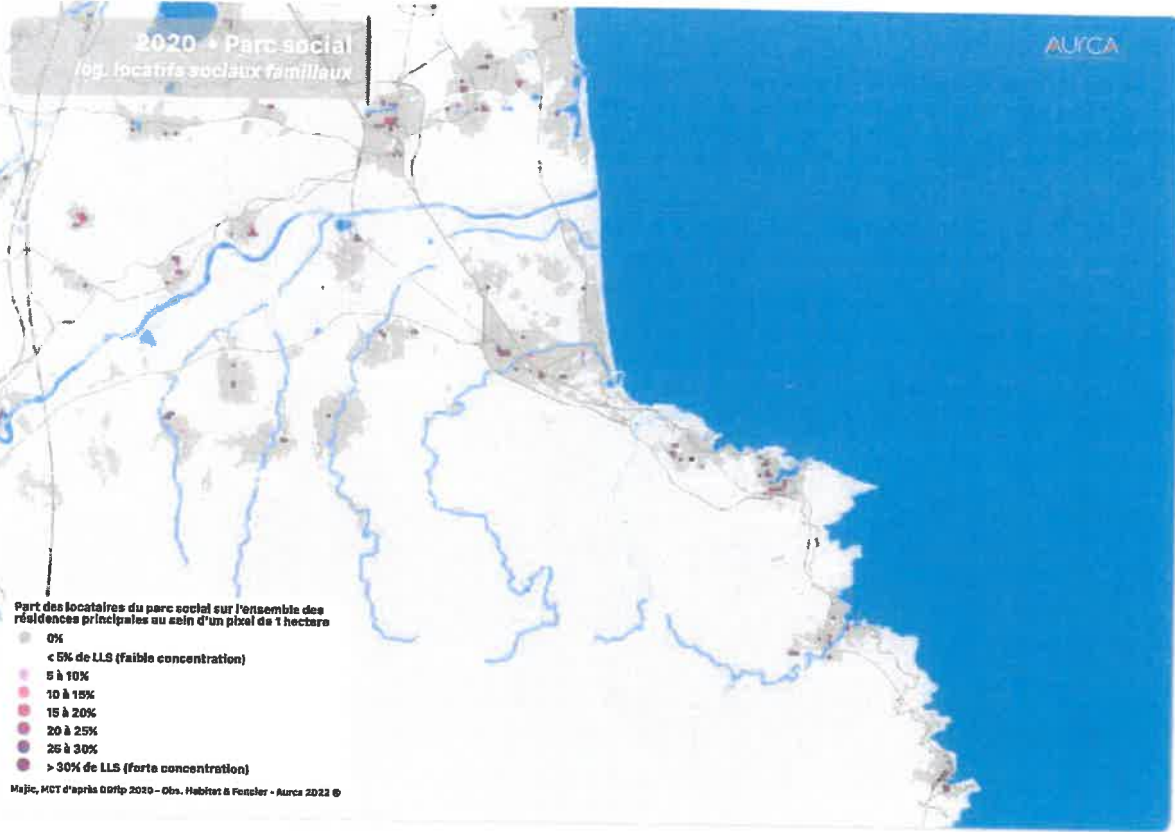 2020 • Parc social
log. locatifs sociaux familiaux
AURCA
Part des locataires du parc social sur l'ensemble des
résidences principales au sein d'un pixel de 1 hectare
0%
< 5% de LLS (faible concentration)
5 à 10%
10 à 15%
15 à 20%
20 à 25%
25 à 30%
> 30% de LLS (forte concentration)
Majic, MCT d'après DGfip 2020 - Obs. Habitat & Foncier - Aurca 2022 ©